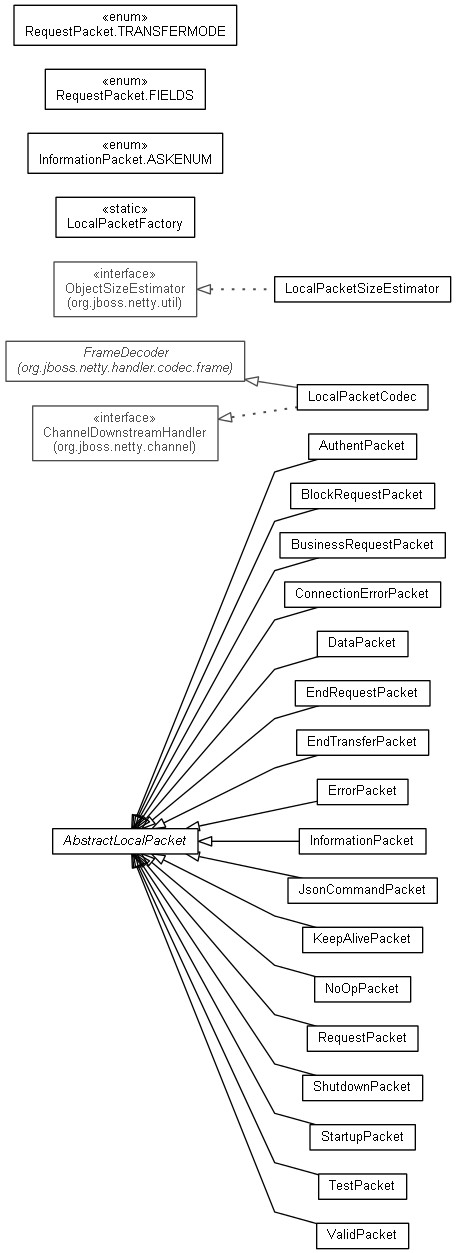 «enum»
RequestPacket.TRANSFERMODE
«enum»
RequestPacket.FIELDS
«enum»
InformationPacket.ASKENUM
«static»
LocalPacketFactory
«interface»
ObjectSizeEstimator
(org.jboss.netty.util)
LocalPacketSizeEstimator
FrameDecoder
(org.jboss.netty.handler.codec.frame)
LocalPacketCodec
«interface»
ChannelDownstreamHandler
(org.jboss.netty.channel)
AuthentPacket
BlockRequestPacket
BusinessRequestPacket
ConnectionErrorPacket
DataPacket
EndRequestPacket
EndTransferPacket
ErrorPacket
AbstractLocalPacket
InformationPacket
JsonCommandPacket
KeepAlivePacket
NoOpPacket
RequestPacket
ShutdownPacket
StartupPacket
TestPacket
ValidPacket